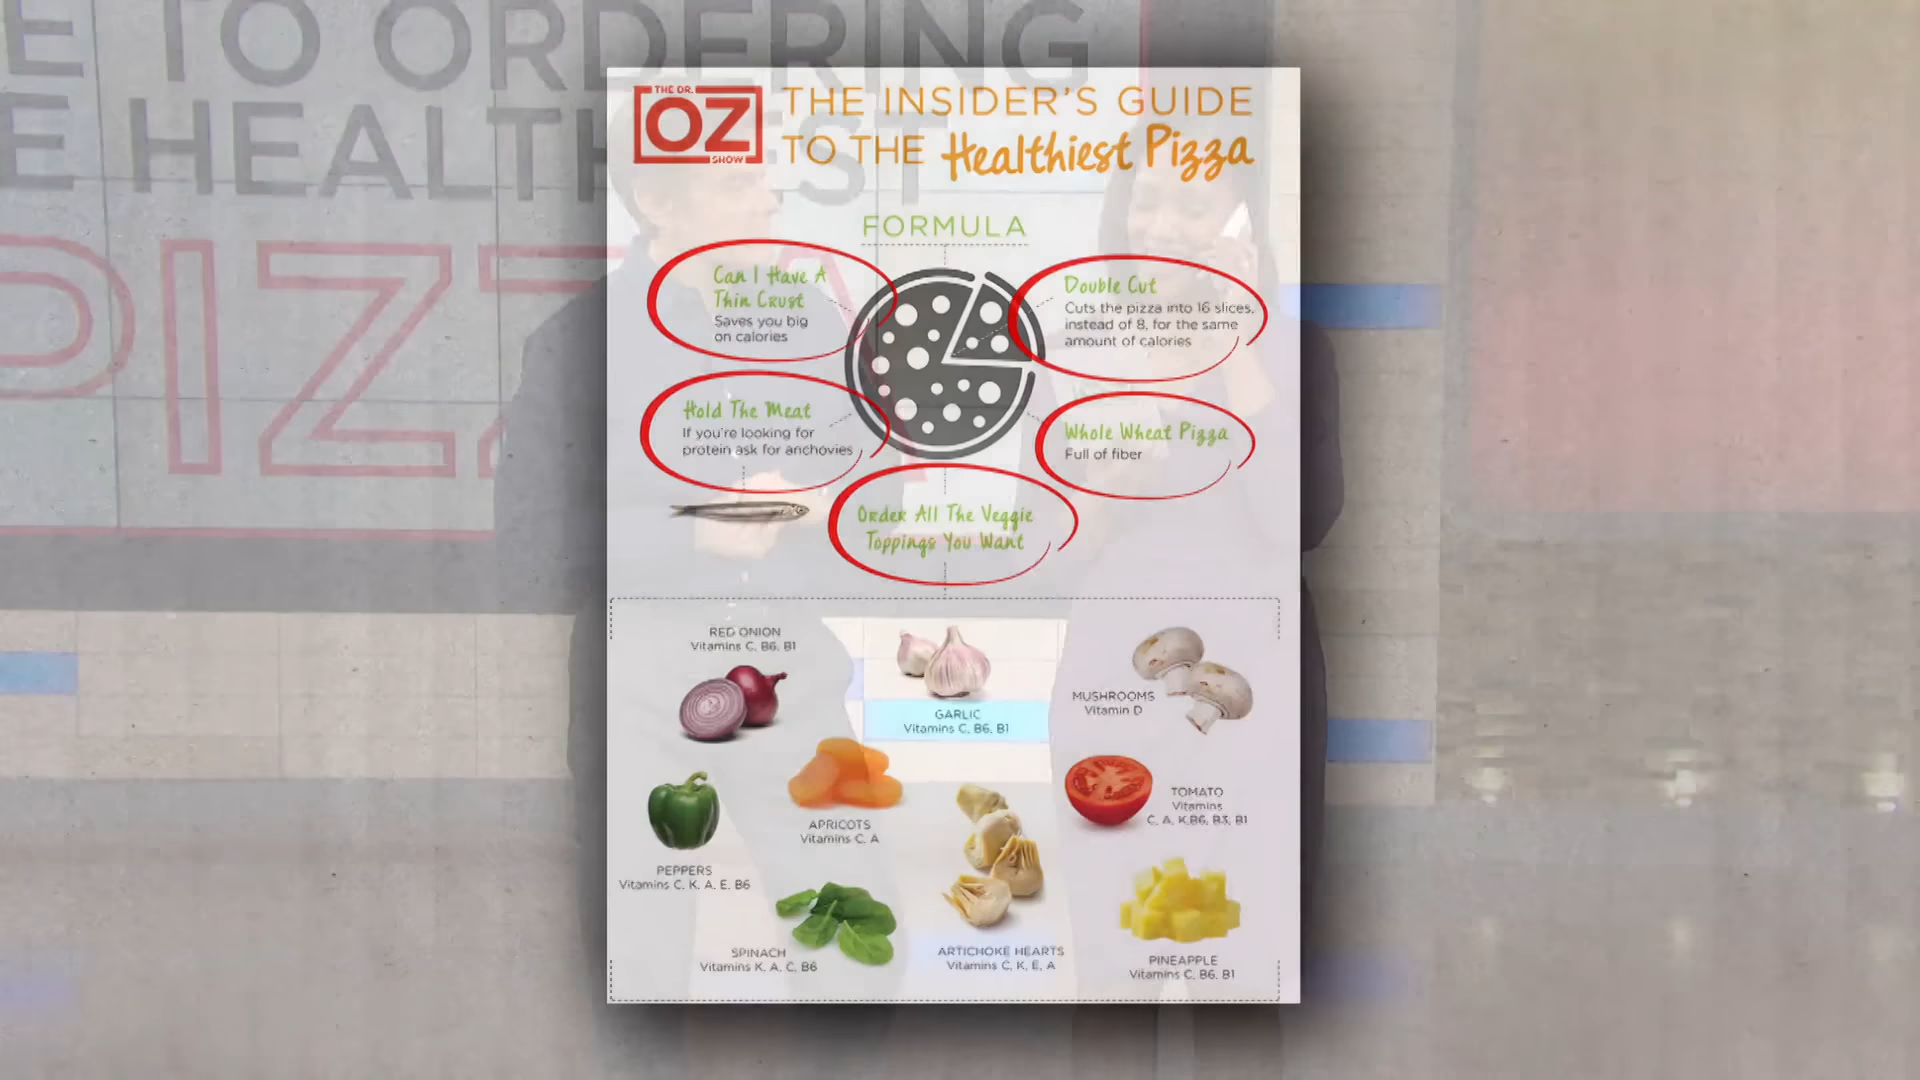 E TO ORDERING
E HEALTHIEST
PIZZA
THE DR.
OZ
SHOW
THE INSIDER'S GUIDE
TO THE Healthiest Pizza
FORMULA
Can I Have A
Thin Crust
Saves you big
on calories
Double Cut
Cuts the pizza into 16 slices,
instead of 8, for the same
amount of calories
Hold The Meat
If you're looking for
protein ask for anchovies
Whole Wheat Pizza
Full of fiber
Order All The Veggie
Toppings You Want
RED ONION
Vitamins C, B6, B1
GARLIC
Vitamins C, B6, B1
MUSHROOMS
Vitamin D
PEPPERS
Vitamins C, K, A, E, B6
APRICOTS
Vitamins C, A
TOMATO
Vitamins
C, A, K,B6, B3, B1
SPINACH
Vitamins K, A, C, B6
ARTICHOKE HEARTS
Vitamins C, K, E, A
PINEAPPLE
Vitamins C, B6, B1